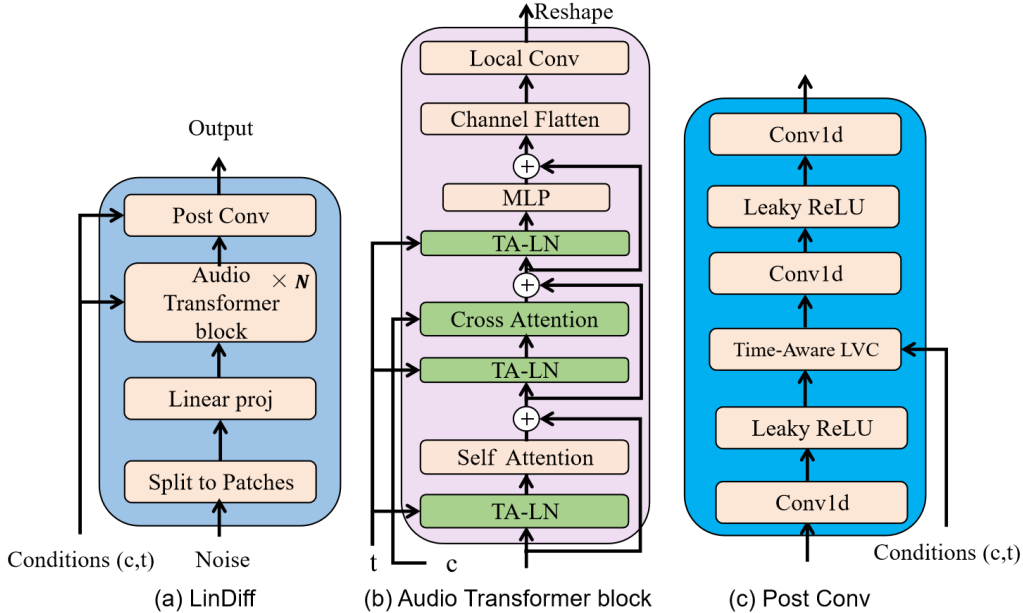 Output
Post Conv
Audio
Transformer
block
× N
Linear proj
Split to Patches
Conditions (c,t)
Noise
(a) LinDiff
Reshape
Local Conv
Channel Flatten
+
MLP
TA-LN
+
Cross Attention
TA-LN
+
Self Attention
TA-LN
t
c
(b) Audio Transformer block
Conv1d
Leaky ReLU
Conv1d
Time-Aware LVC
Leaky ReLU
Conv1d
Conditions (c,t)
(c) Post Conv